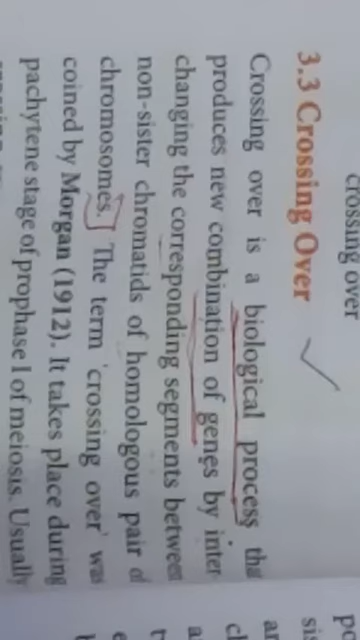 crossing over
3.3 Crossing Over
Crossing over is a biological process tha
produces new combination of genes by inter
changing the corresponding segments between
non-sister chromatids of homologous pair of
chromosomes. The term 'crossing over' was
coined by Morgan (1912). It takes place during
pachytene stage of prophase I of meiosis. Usually